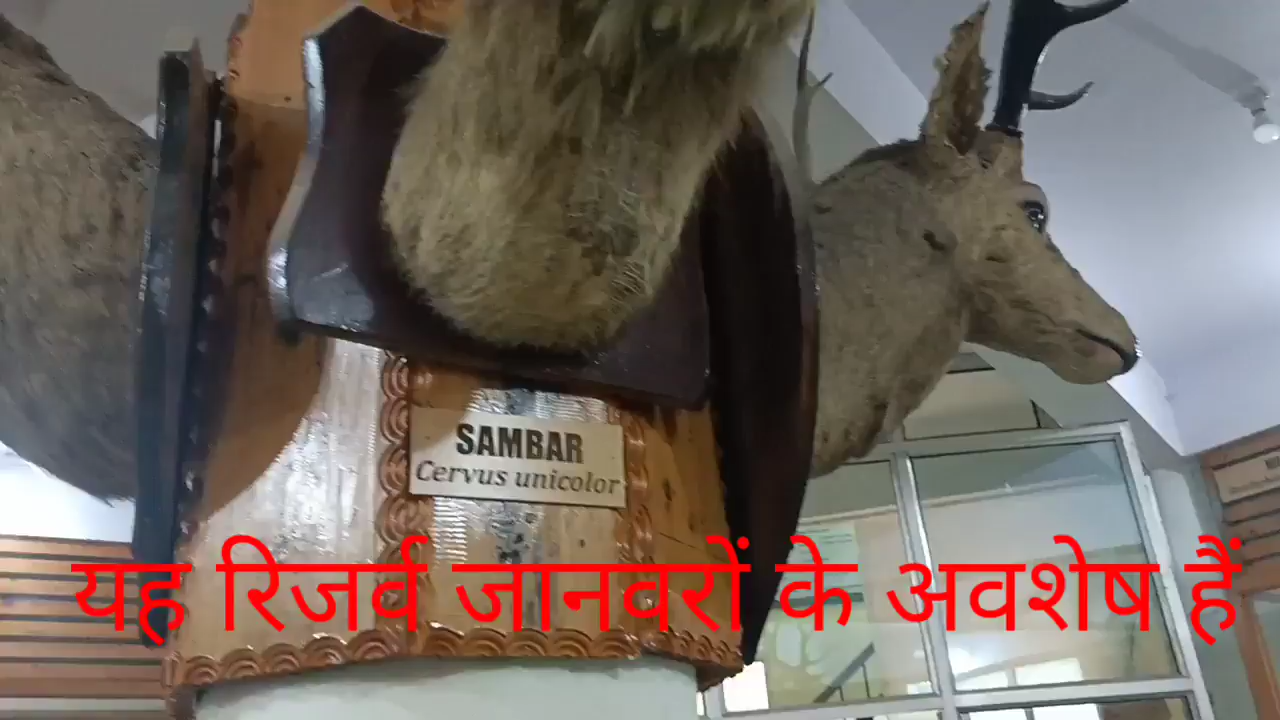 SAMBAR
Cervus unicolor
यह रिजर्व जानवरों के अवशेष हैं